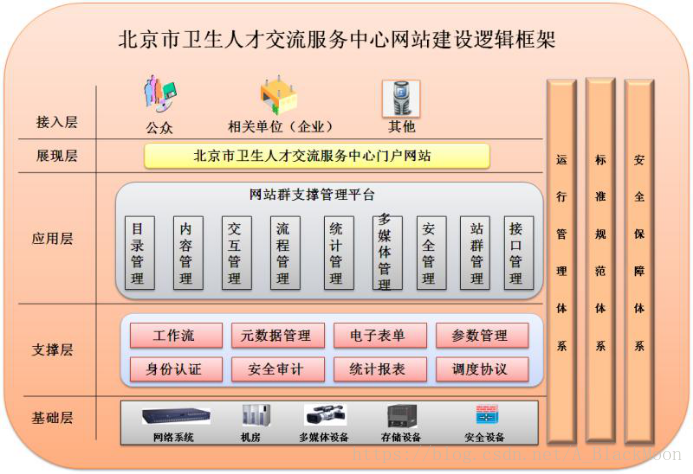 北京市卫生人才交流服务中心网站建设逻辑框架
接入层
公众
相关单位（企业）
其他
展现层
北京市卫生人才交流服务中心门户网站
应用层
网站群支撑管理平台
目录管理
内容管理
交互管理
流程管理
统计管理
多媒体管理
安全管理
站群管理
接口管理
支撑层
工作流
元数据管理
电子表单
参数管理
身份认证
安全审计
统计报表
调度协议
基础层
网络系统
机房
多媒体设备
存储设备
安全设备
运行管理体系
标准规范体系
安全保障体系